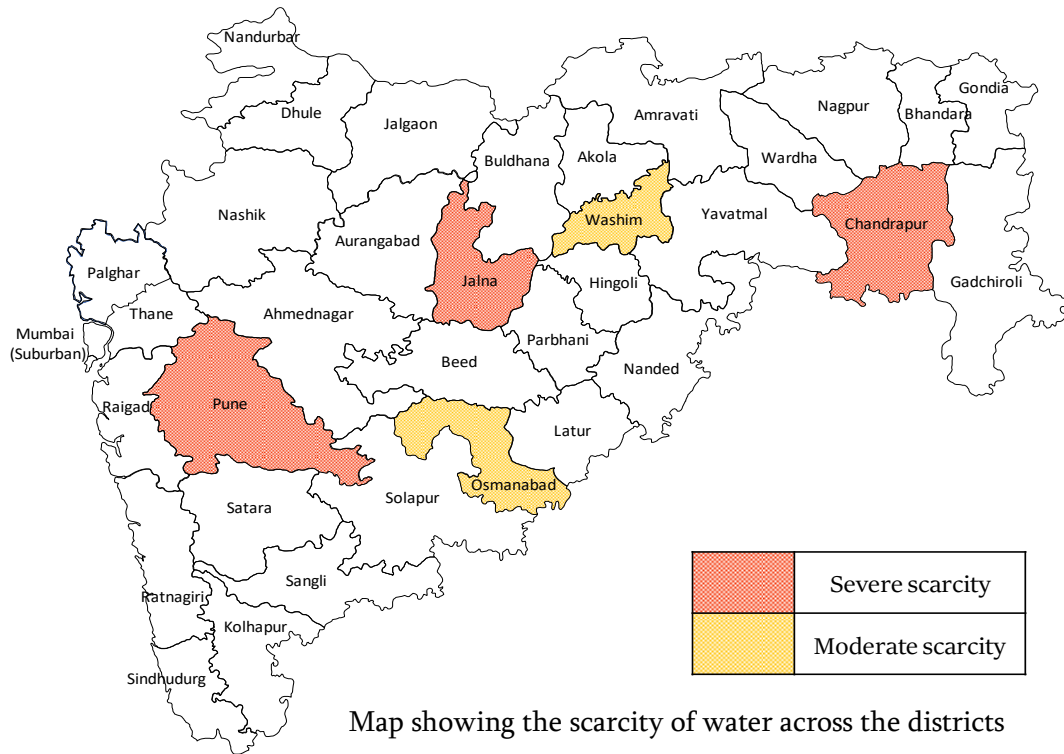 Nandurbar
Dhule
Jalgaon
Buldhana
Akola
Amravati
Nagpur
Bhandara
Gondia
Wardha
Nashik
Aurangabad
Washim
Yavatmal
Chandrapur
Palghar
Jalna
Hingoli
Gadchiroli
Thane
Ahmednagar
Mumbai
(Suburban)
Parbhani
Beed
Nanded
Raigad
Pune
Latur
Osmanabad
Solapur
Satara
Sangli
Ratnagiri
Kolhapur
Sindhudurg
Severe scarcity
Moderate scarcity
Map showing the scarcity of water across the districts